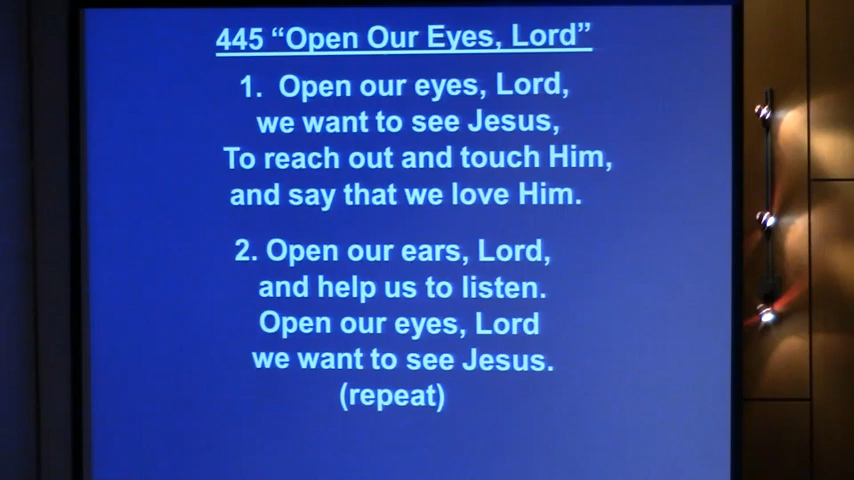 445 “Open Our Eyes, Lord”
1. Open our eyes, Lord,
we want to see Jesus,
To reach out and touch Him,
and say that we love Him.
2. Open our ears, Lord,
and help us to listen.
Open our eyes, Lord
we want to see Jesus.
(repeat)